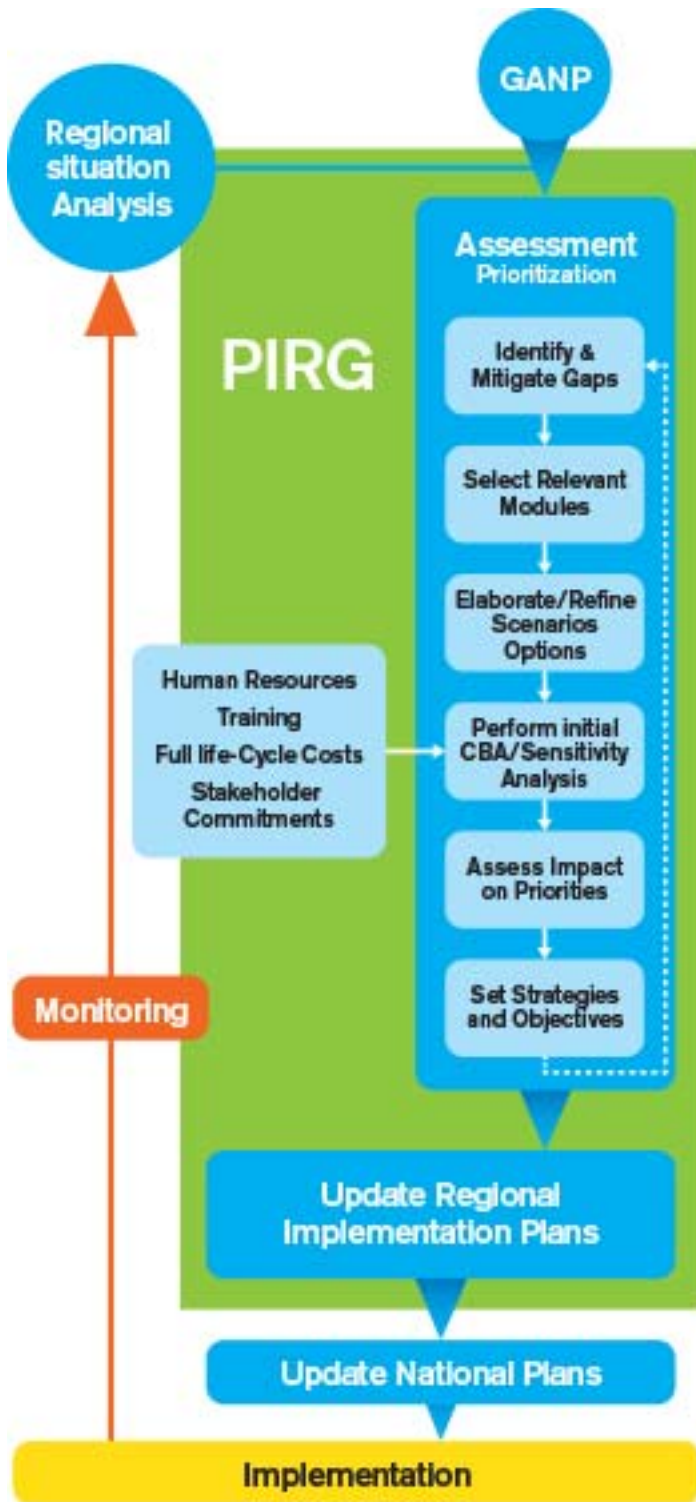 GANP
Regional
situation
Analysis
Assessment
Prioritization
PIRG
Identify &
Mitigate Gaps
Select Relevant
Modules
Elaborate/Refine
Scenarios
Options
Human Resources
Training
Full life-Cycle Costs
Stakeholder
Commitments
Perform initial
CBA/Sensitivity
Analysis
Assess Impact
on Priorities
Set Strategies
and Objectives
Monitoring
Update Regional
Implementation Plans
Update National Plans
Implementation